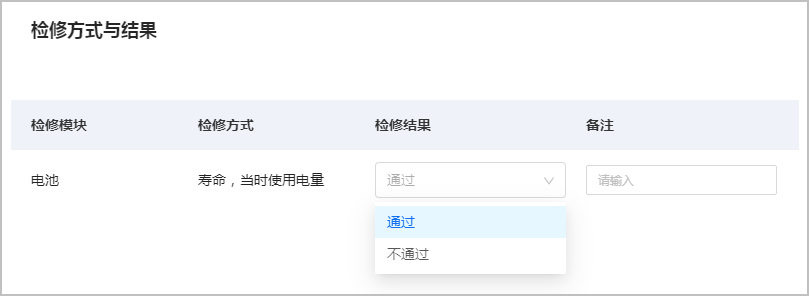 检修方式与结果
检修模块 检修方式 检修结果 备注
电池 寿命，当时使用电量 通过 请输入
通过
不通过